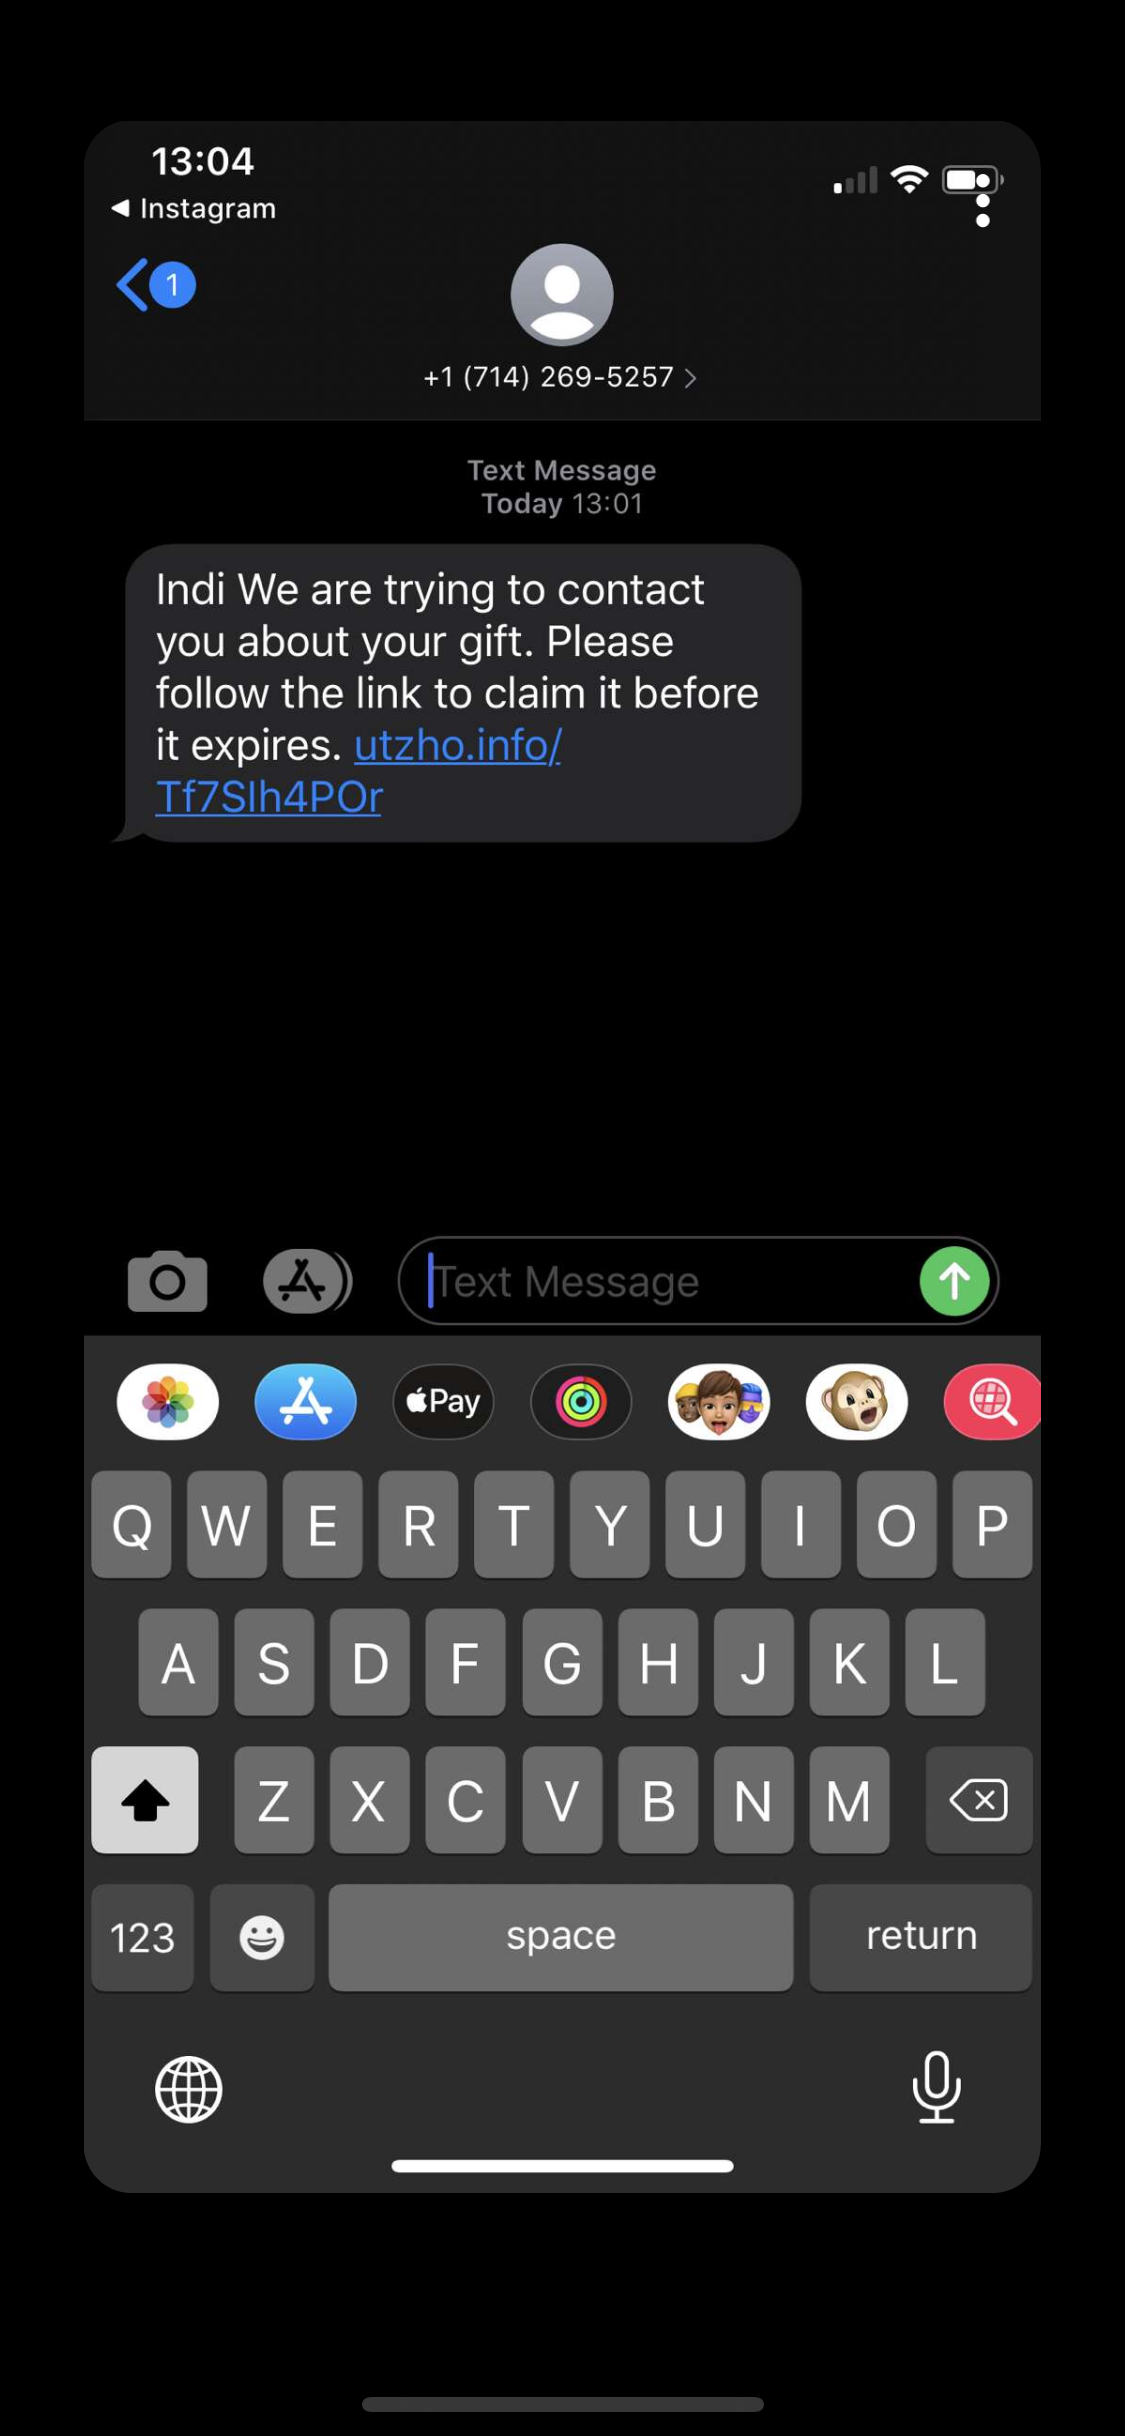 13:04
◀ Instagram
1
+1 (714) 269-5257 >
Text Message
Today 13:01
Indi We are trying to contact
you about your gift. Please
follow the link to claim it before
it expires. utzho.info/
Tf7SIh4POr
Text Message
Pay
Q W E R T Y U I O P
A S D F G H J K L
Z X C V B N M
123 space return